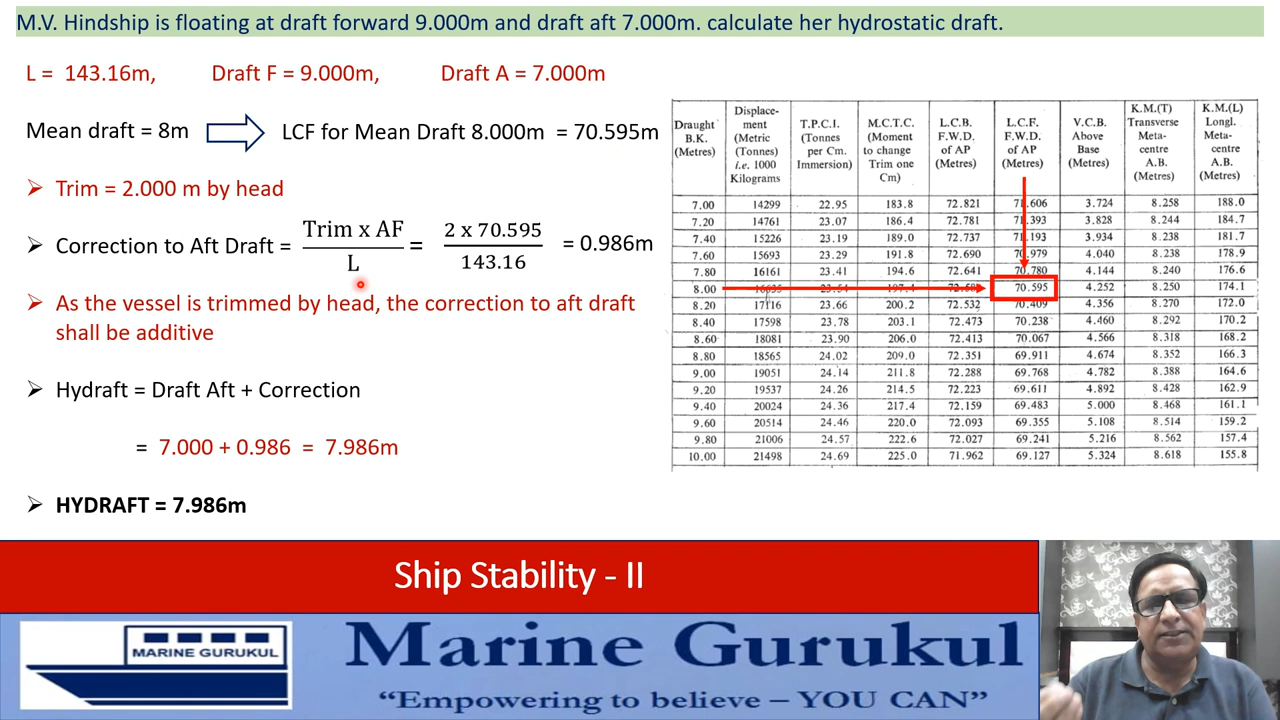 M.V. Hindship is floating at draft forward 9.000m and draft aft 7.000m. calculate her hydrostatic draft.
L = 143.16m, Draft F = 9.000m, Draft A = 7.000m
Mean draft = 8m LCF for Mean Draft 8.000m = 70.595m
➢ Trim = 2.000 m by head
➢ Correction to Aft Draft = Trim x AF / L = 2 x 70.595 / 143.16 = 0.986m
➢ As the vessel is trimmed by head, the correction to aft draft
shall be additive
➢ Hydraft = Draft Aft + Correction
= 7.000 + 0.986 = 7.986m
➢ HYDRAFT = 7.986m
Draught B.K. (Metres) Displace-ment (Metric (Tonnes) i.e. 1000 Kilograms T.P.C.I. (Tonnes per Cm. Immersion) M.C.T.C. (Moment to change Trim one Cm) L.C.B. F.W.D. of AP (Metres) L.C.F. F.W.D. of AP (Metres) V.C.B. Above Base (Metres) K.M.(T) Transverse Meta-centre A.B. (Metres) K.M.(L) Longl. Meta-centre A.B. (Metres)
7.00 14299 22.95 183.8 72.821 71.606 3.724 8.258 188.0
7.20 14761 23.07 186.4 72.781 71.393 3.828 8.244 184.7
7.40 15226 23.19 189.0 72.737 71.193 3.934 8.238 181.7
7.60 15693 23.29 191.8 72.690 70.979 4.040 8.238 178.9
7.80 16161 23.41 194.6 72.641 70.780 4.144 8.240 176.6
8.00 70.595 4.252 8.250 174.1
8.20 17116 23.66 200.2 72.532 70.409 4.356 8.270 172.0
8.40 17598 23.78 203.1 72.473 70.238 4.460 8.292 170.2
8.60 18081 23.90 206.0 72.413 70.067 4.566 8.318 168.2
8.80 18565 24.02 209.0 72.351 69.911 4.674 8.352 166.3
9.00 19051 24.14 211.8 72.288 69.768 4.782 8.388 164.6
9.20 19537 24.26 214.5 72.223 69.611 4.892 8.428 162.9
9.40 20024 24.36 217.4 72.159 69.483 5.000 8.468 161.1
9.60 20514 24.46 220.0 72.093 69.355 5.108 8.514 159.2
9.80 21006 24.57 222.6 72.027 69.241 5.216 8.562 157.4
10.00 21498 24.69 225.0 71.962 69.127 5.324 8.618 155.8
Ship Stability - II
MARINE GURUKUL
Marine Gurukul
“Empowering to believe – YOU CAN”